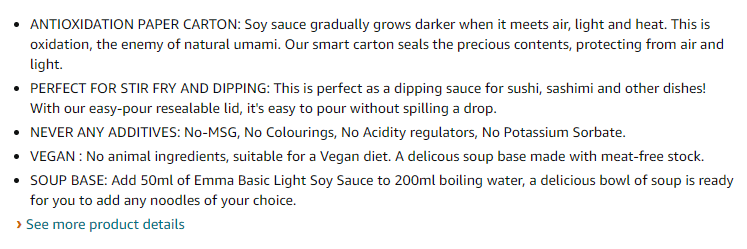 • ANTIOXIDATION PAPER CARTON: Soy sauce gradually grows darker when it meets air, light and heat. This is
oxidation, the enemy of natural umami. Our smart carton seals the precious contents, protecting from air and
light.
• PERFECT FOR STIR FRY AND DIPPING: This is perfect as a dipping sauce for sushi, sashimi and other dishes!
With our easy-pour resealable lid, it's easy to pour without spilling a drop.
• NEVER ANY ADDITIVES: No-MSG, No Colourings, No Acidity regulators, No Potassium Sorbate.
• VEGAN : No animal ingredients, suitable for a Vegan diet. A delicous soup base made with meat-free stock.
• SOUP BASE: Add 50ml of Emma Basic Light Soy Sauce to 200ml boiling water, a delicious bowl of soup is ready
for you to add any noodles of your choice.
› See more product details